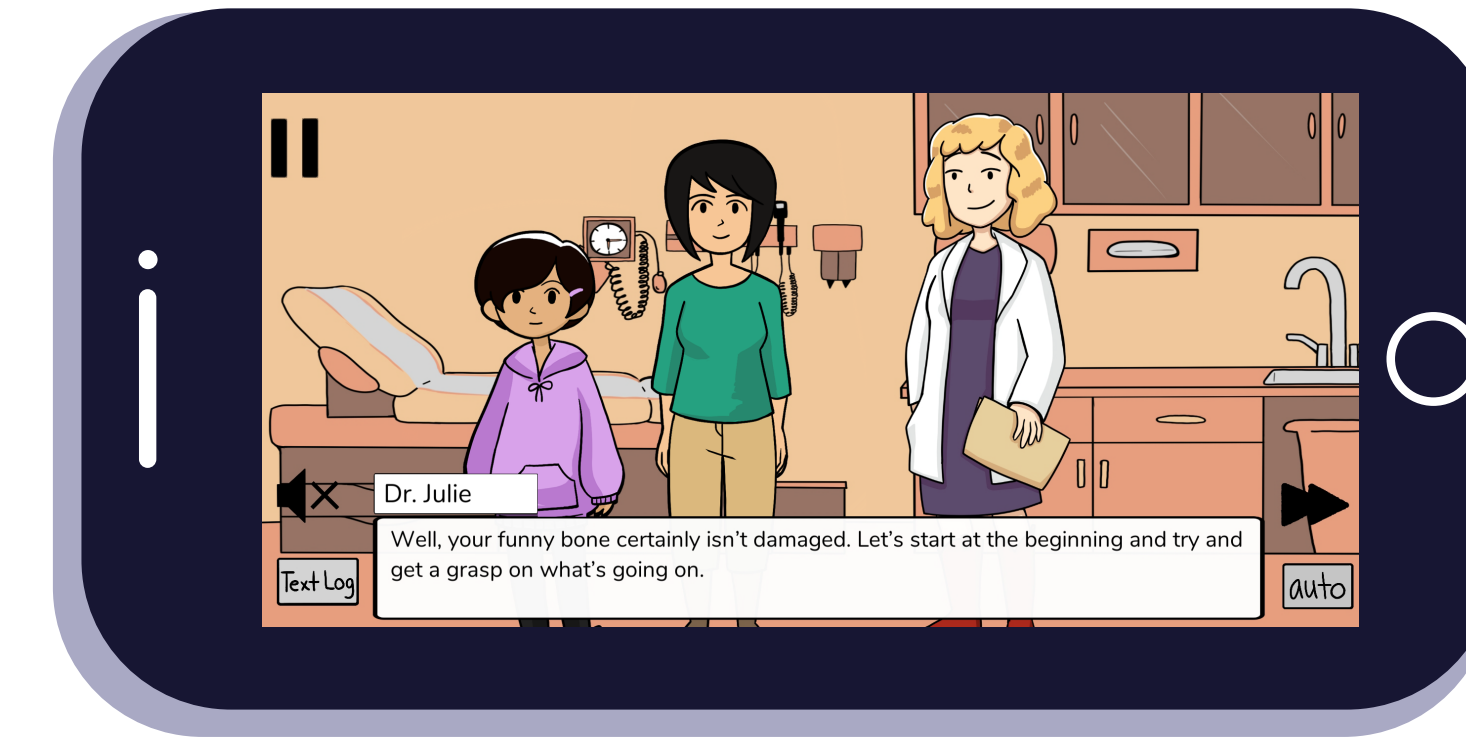 Dr. Julie
Well, your funny bone certainly isn't damaged. Let's start at the beginning and try and
get a grasp on what's going on.
Text Log
auto